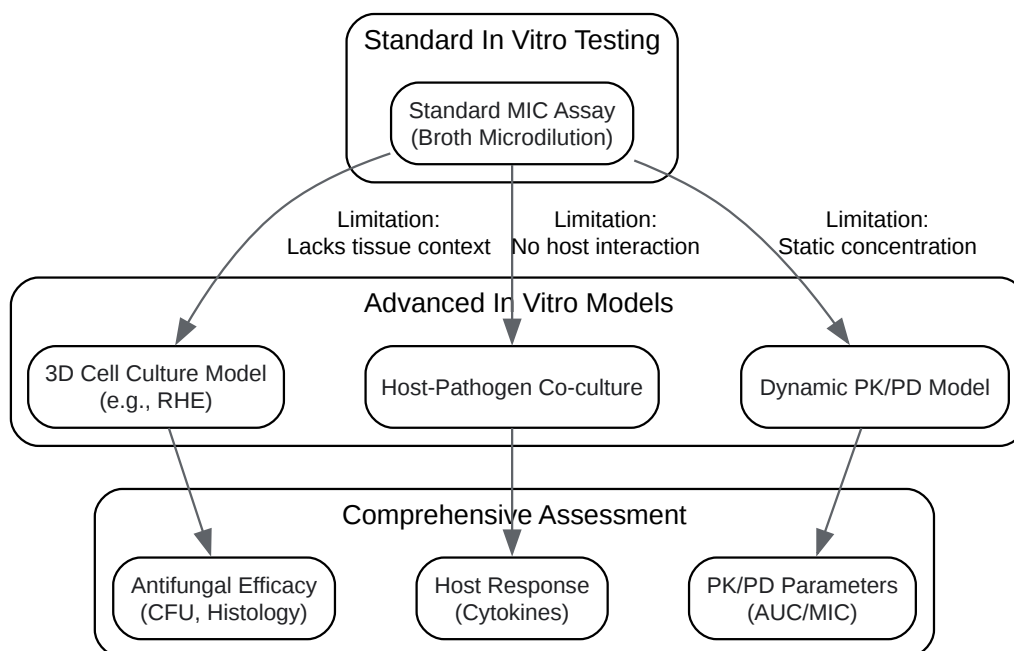 Standard In Vitro Testing
Standard MIC Assay
(Broth Microdilution)
Limitation:
Lacks tissue context
Limitation:
No host interaction
Limitation:
Static concentration
Advanced In Vitro Models
3D Cell Culture Model
(e.g., RHE)
Host-Pathogen Co-culture
Dynamic PK/PD Model
Comprehensive Assessment
Antifungal Efficacy
(CFU, Histology)
Host Response
(Cytokines)
PK/PD Parameters
(AUC/MIC)